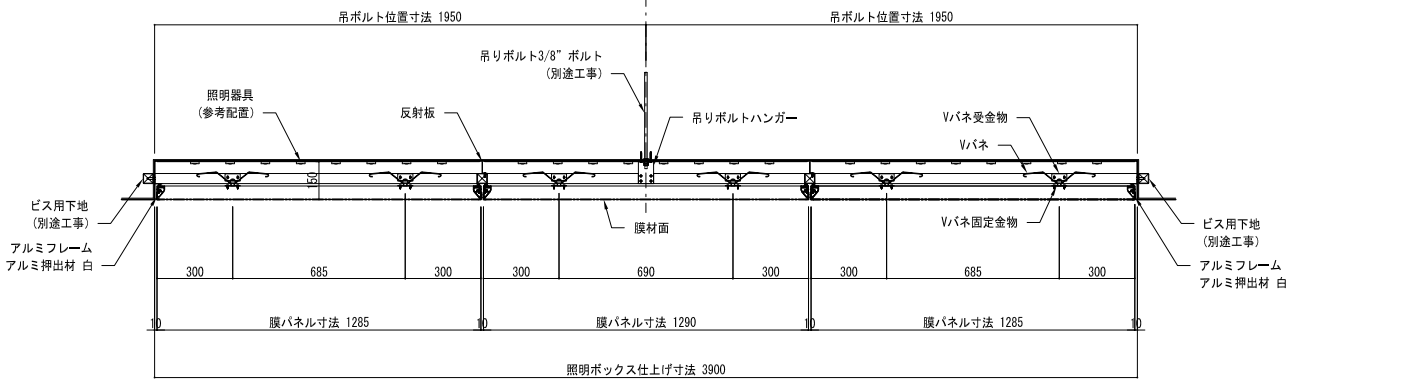 吊ボルト位置寸法 1950
吊ボルト位置寸法 1950
吊りボルト3/8”ボルト
(別途工事)
照明器具
(参考配置)
反射板
吊りボルトハンガー
Vバネ受金物
Vバネ
150
ビス用下地
(別途工事)
アルミフレーム
アルミ押出材 白
膜材面
Vバネ固定金物
ビス用下地
(別途工事)
アルミフレーム
アルミ押出材 白
300
685
300
300
690
300
300
685
300
10
膜パネル寸法 1285
10
膜パネル寸法 1290
10
膜パネル寸法 1285
10
照明ボックス仕上げ寸法 3900